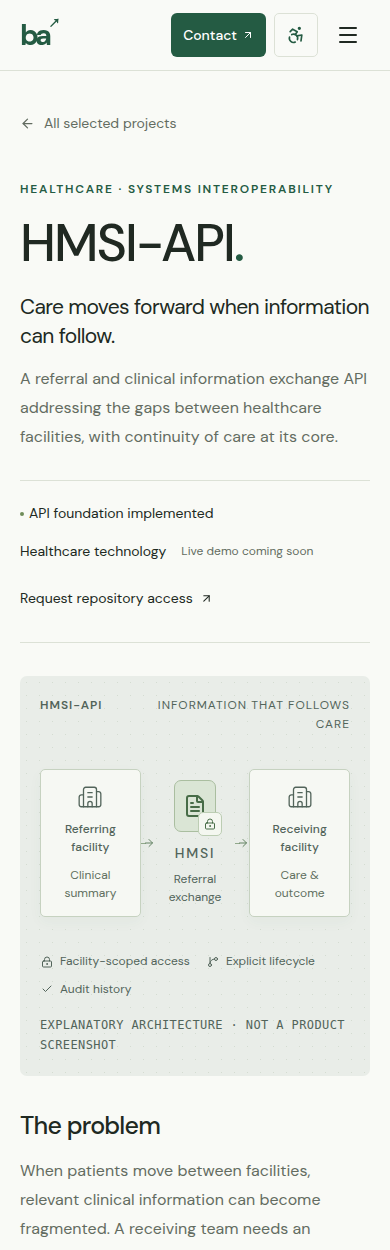 ba
Contact
All selected projects
HEALTHCARE · SYSTEMS INTEROPERABILITY
HMSI-API.
Care moves forward when information
can follow.
A referral and clinical information exchange API
addressing the gaps between healthcare
facilities, with continuity of care at its core.
API foundation implemented
Healthcare technology Live demo coming soon
Request repository access
HMSI-API INFORMATION THAT FOLLOWS
CARE
Referring
facility
Clinical
summary
HMSI
Referral
exchange
Receiving
facility
Care &
outcome
Facility-scoped access Explicit lifecycle
Audit history
EXPLANATORY ARCHITECTURE · NOT A PRODUCT
SCREENSHOT
The problem
When patients move between facilities,
relevant clinical information can become
fragmented. A receiving team needs an